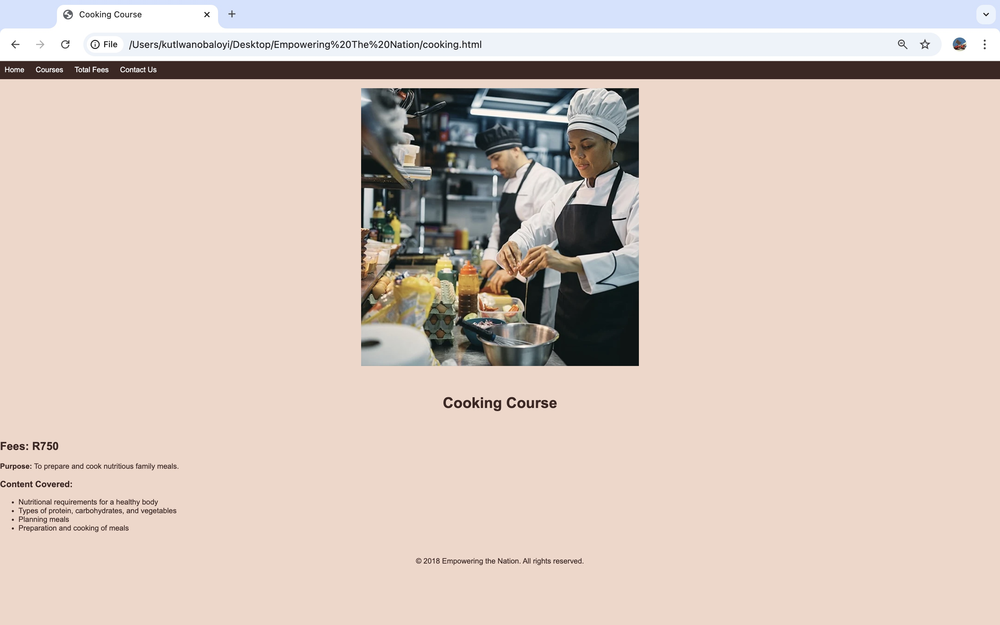 Cooking Course
File
/Users/kutlwanobaloyi/Desktop/Empowering%20The%20Nation/cooking.html
Home Courses Total Fees Contact Us
Cooking Course
Fees: R750
Purpose: To prepare and cook nutritious family meals.
Content Covered:
• Nutritional requirements for a healthy body
• Types of protein, carbohydrates, and vegetables
• Planning meals
• Preparation and cooking of meals
© 2018 Empowering the Nation. All rights reserved.